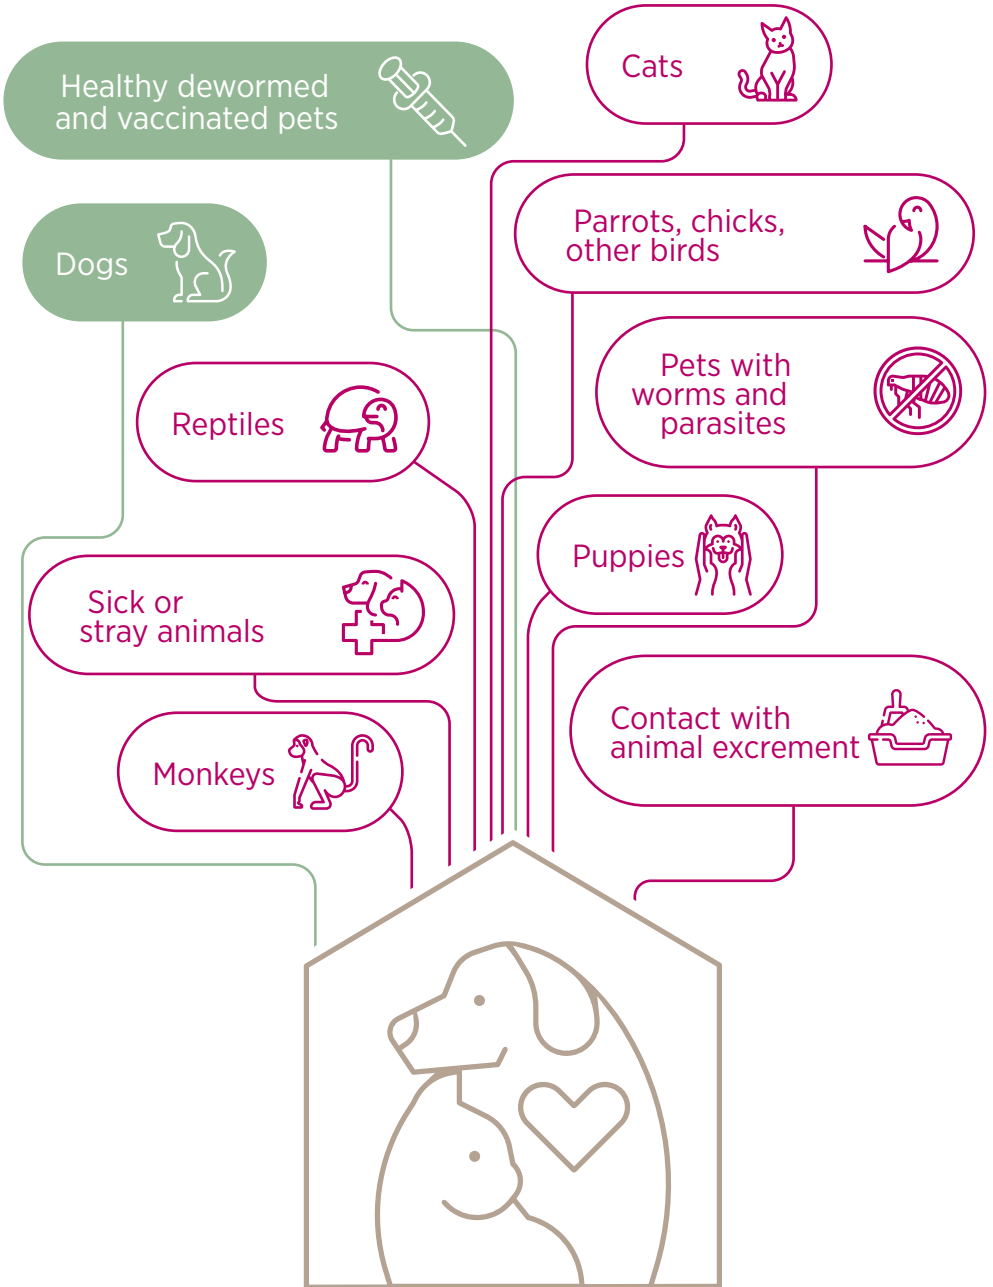 Healthy dewormed
and vaccinated pets
Cats
Dogs
Parrots, chicks,
other birds
Reptiles
Pets with
worms and
parasites
Puppies
Sick or
stray animals
Monkeys
Contact with
animal excrement